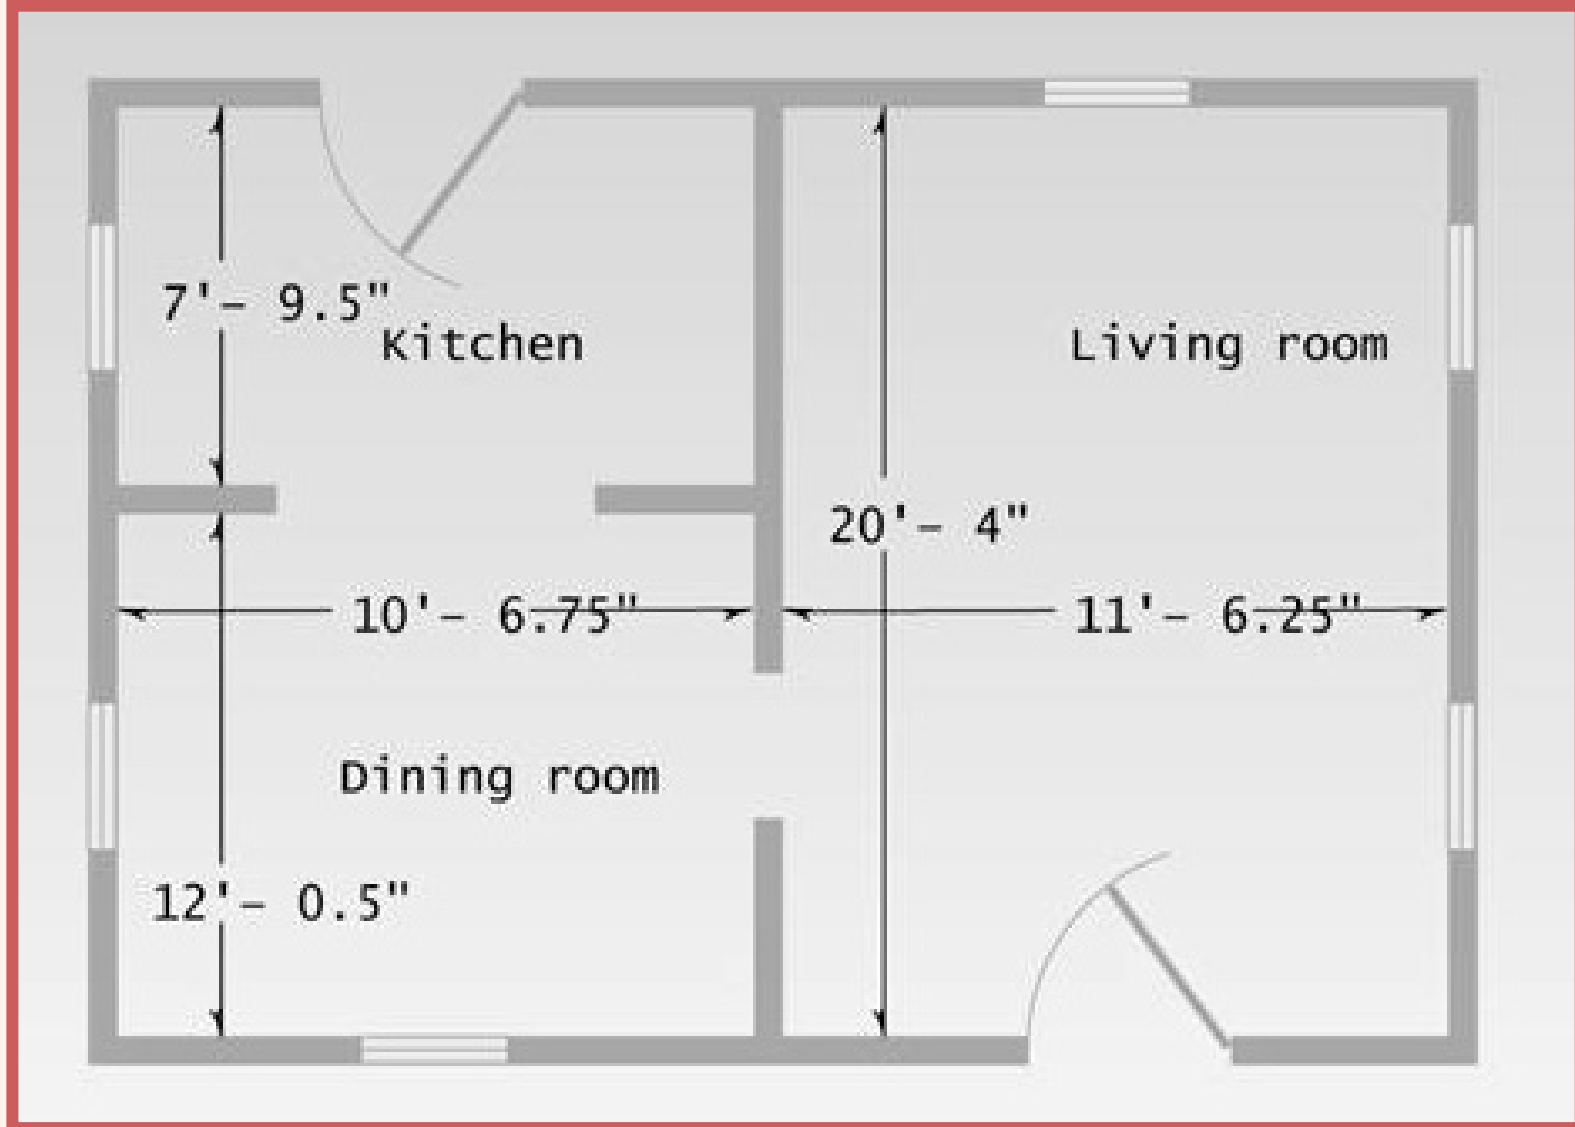 7'– 9.5"
Kitchen
Living room
20'– 4"
10'– 6.75"
11'– 6.25"
Dining room
12'– 0.5"